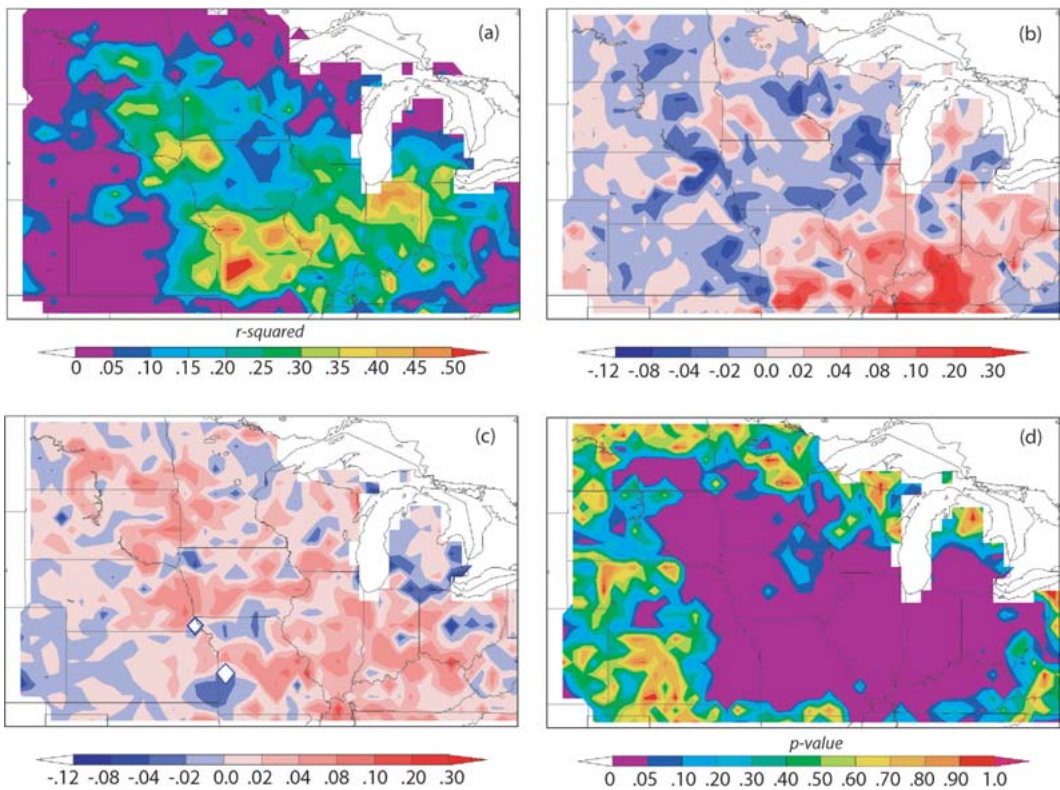 (a)
(b)
r-squared
0 .05 .10 .15 .20 .25 .30 .35 .40 .45 .50
-.12 -.08 -.04 -.02 0.0 .02 .04 .08 .10 .20 .30
(c)
(d)
-.12 -.08 -.04 -.02 0.0 .02 .04 .08 .10 .20 .30
p-value
0 .05 .10 .20 .30 .40 .50 .60 .70 .80 .90 1.0